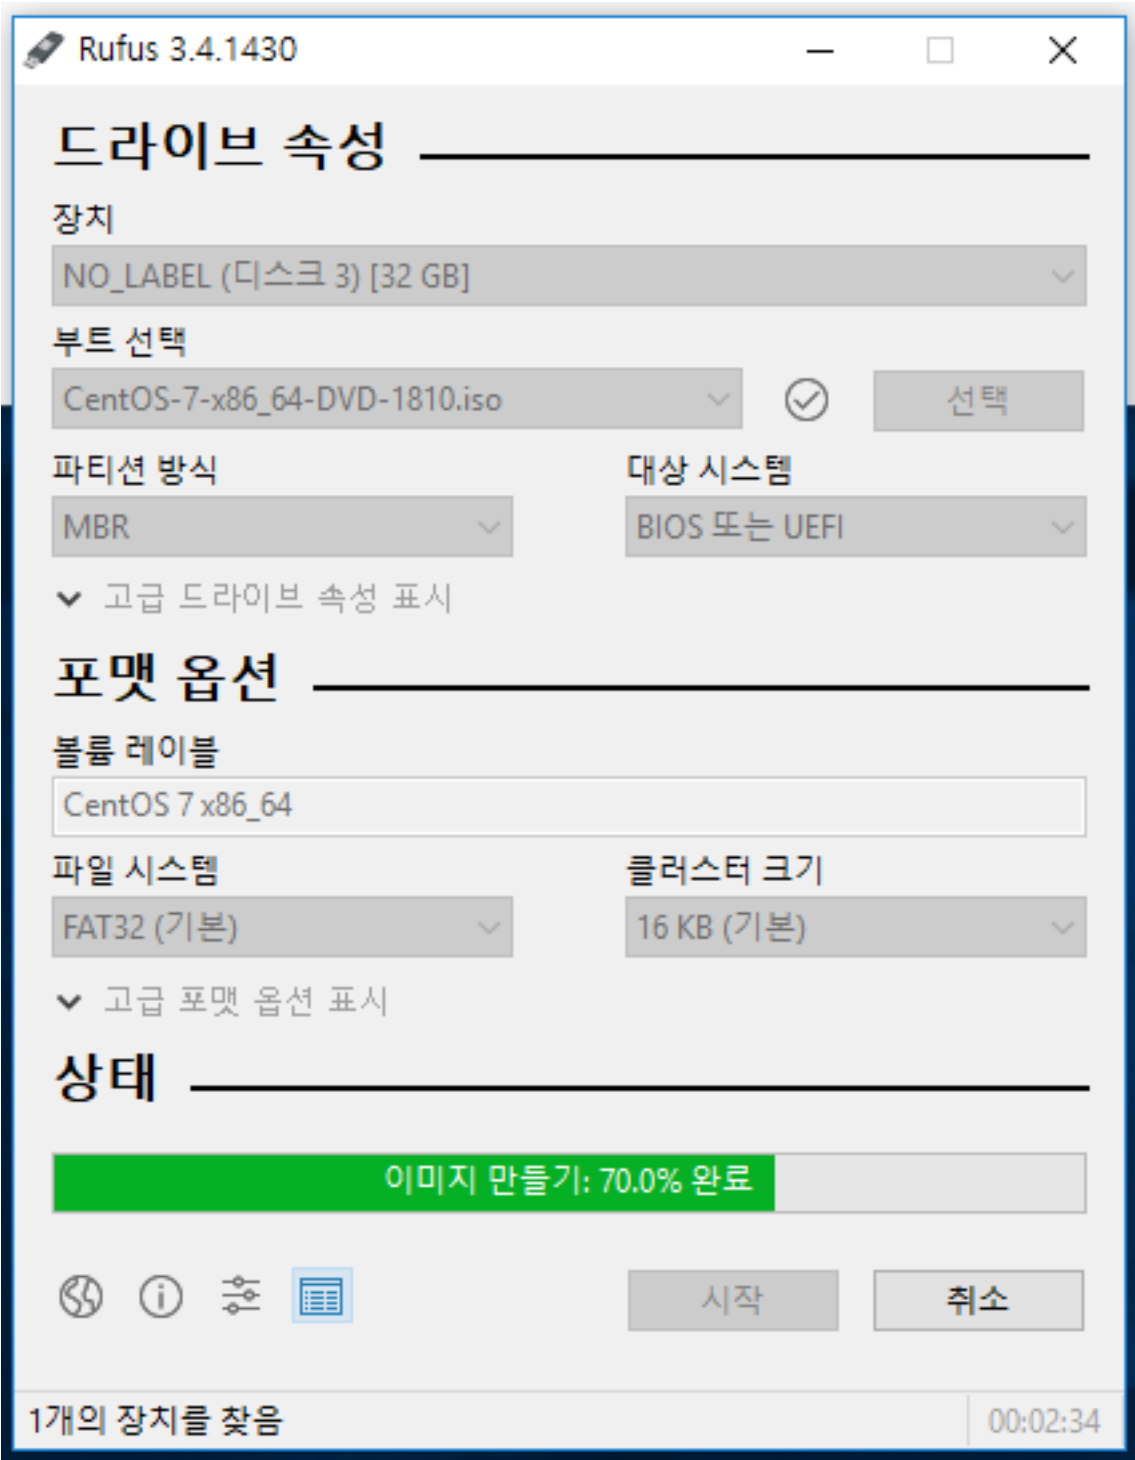 Rufus 3.4.1430
드라이브 속성
장치
NO_LABEL (디스크 3) [32 GB]
부트 선택
CentOS-7-x86_64-DVD-1810.iso
선택
파티션 방식
대상 시스템
MBR
BIOS 또는 UEFI
고급 드라이브 속성 표시
포맷 옵션
볼륨 레이블
CentOS 7 x86_64
파일 시스템
클러스터 크기
FAT32 (기본)
16 KB (기본)
고급 포맷 옵션 표시
상태
이미지 만들기: 70.0% 완료
시작
취소
1개의 장치를 찾음
00:02:34